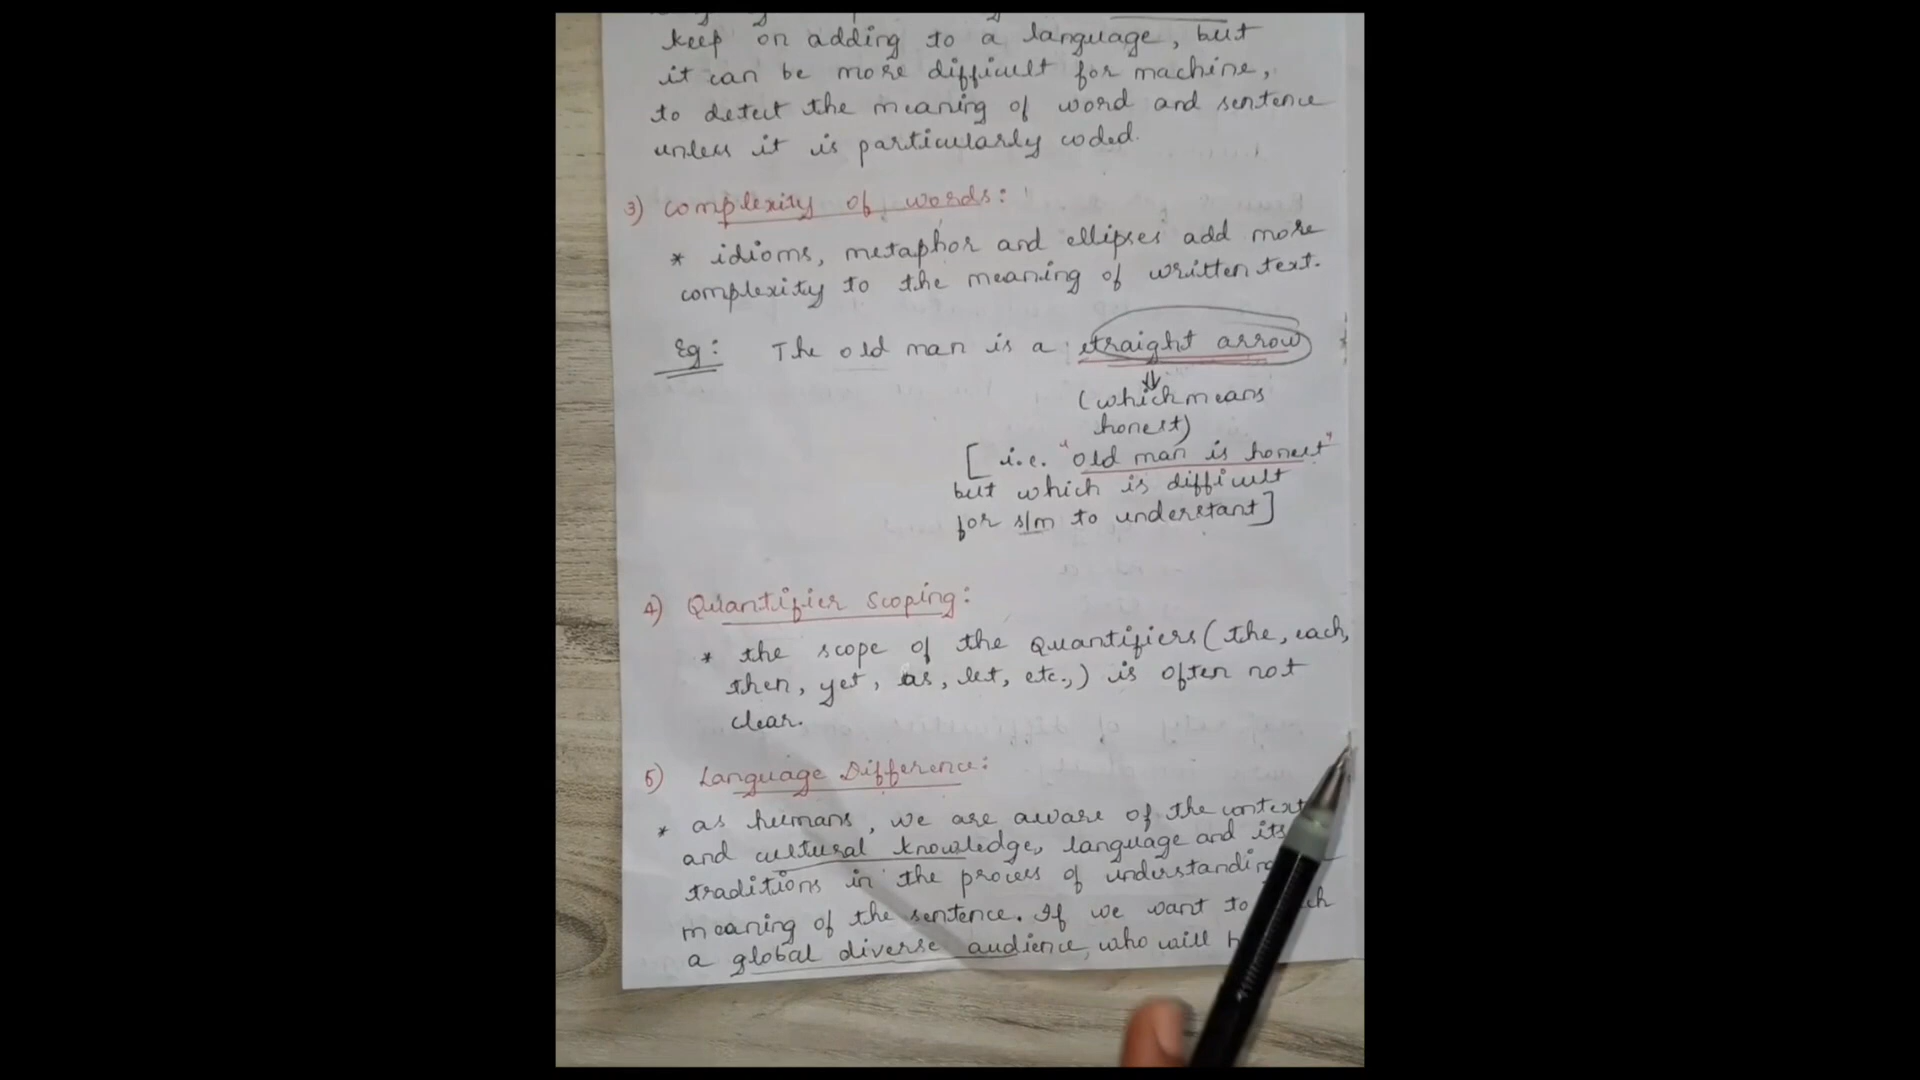 keep on adding to a language, but
it can be more difficult for machine,
to detect the meaning of word and sentence
unless it is particularly coded.
3) complexity of words:
* idioms, metaphor and ellipses add more
complexity to the meaning of written text.
Eg: The old man is a straight arrow
(which means
honest)
[i.e. "old man is honest"
but which is difficult
for s/m to understant]
4) Quantifier Scoping:
* the scope of the Quantifiers (the, each,
then, yet, as, let, etc.,) is often not
clear.
5) Language Difference:
* as humans, we are aware of the context
and cultural knowledge, language and its
traditions in the process of understanding
meaning of the sentence. If we want to
a global diverse audience, who will